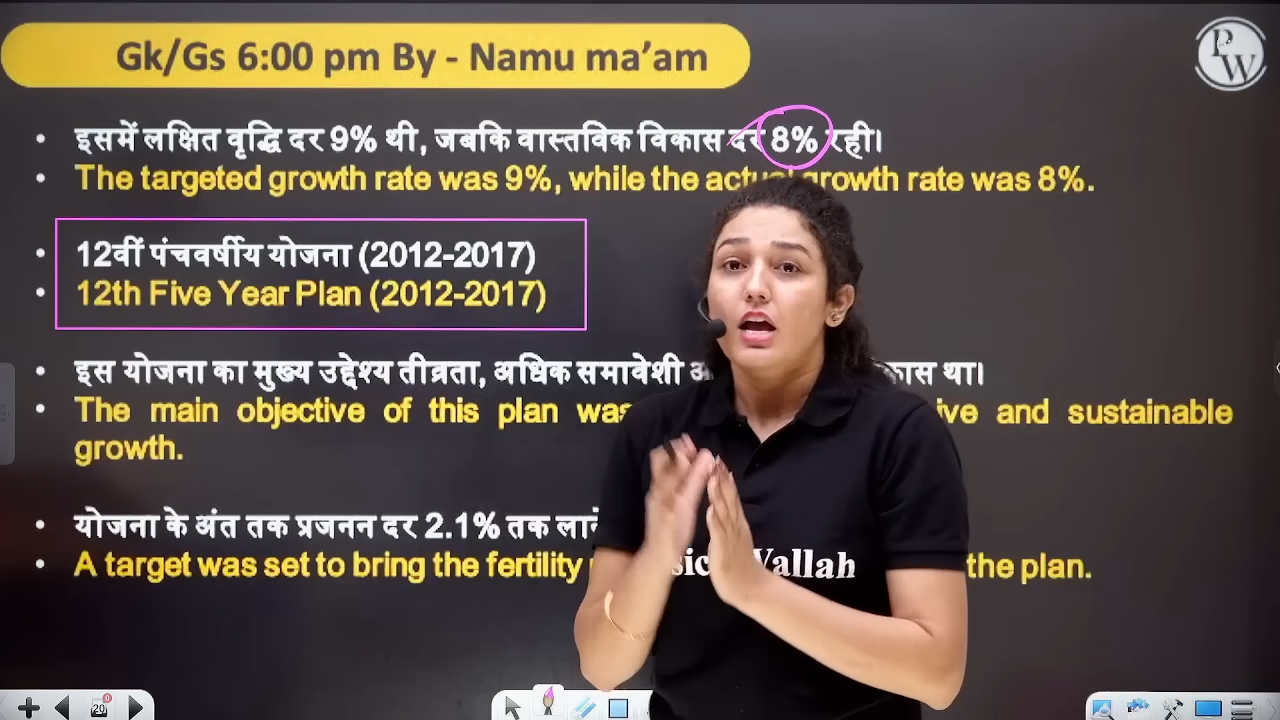 Gk/Gs 6:00 pm By - Namu ma’am
PW
• इसमें लक्षित वृद्धि दर 9% थी, जबकि वास्तविक विकास दर 8% रही।
• The targeted growth rate was 9%, while the actual growth rate was 8%.
• 12वीं पंचवर्षीय योजना (2012-2017)
• 12th Five Year Plan (2012-2017)
• इस योजना का मुख्य उद्देश्य तीव्रता, अधिक समावेशी था।
• The main objective of this plan was and sustainable
growth.
• योजना के अंत तक प्रजनन दर 2.1% तक
• A target was set to bring the fertility the plan.
Wallah
20